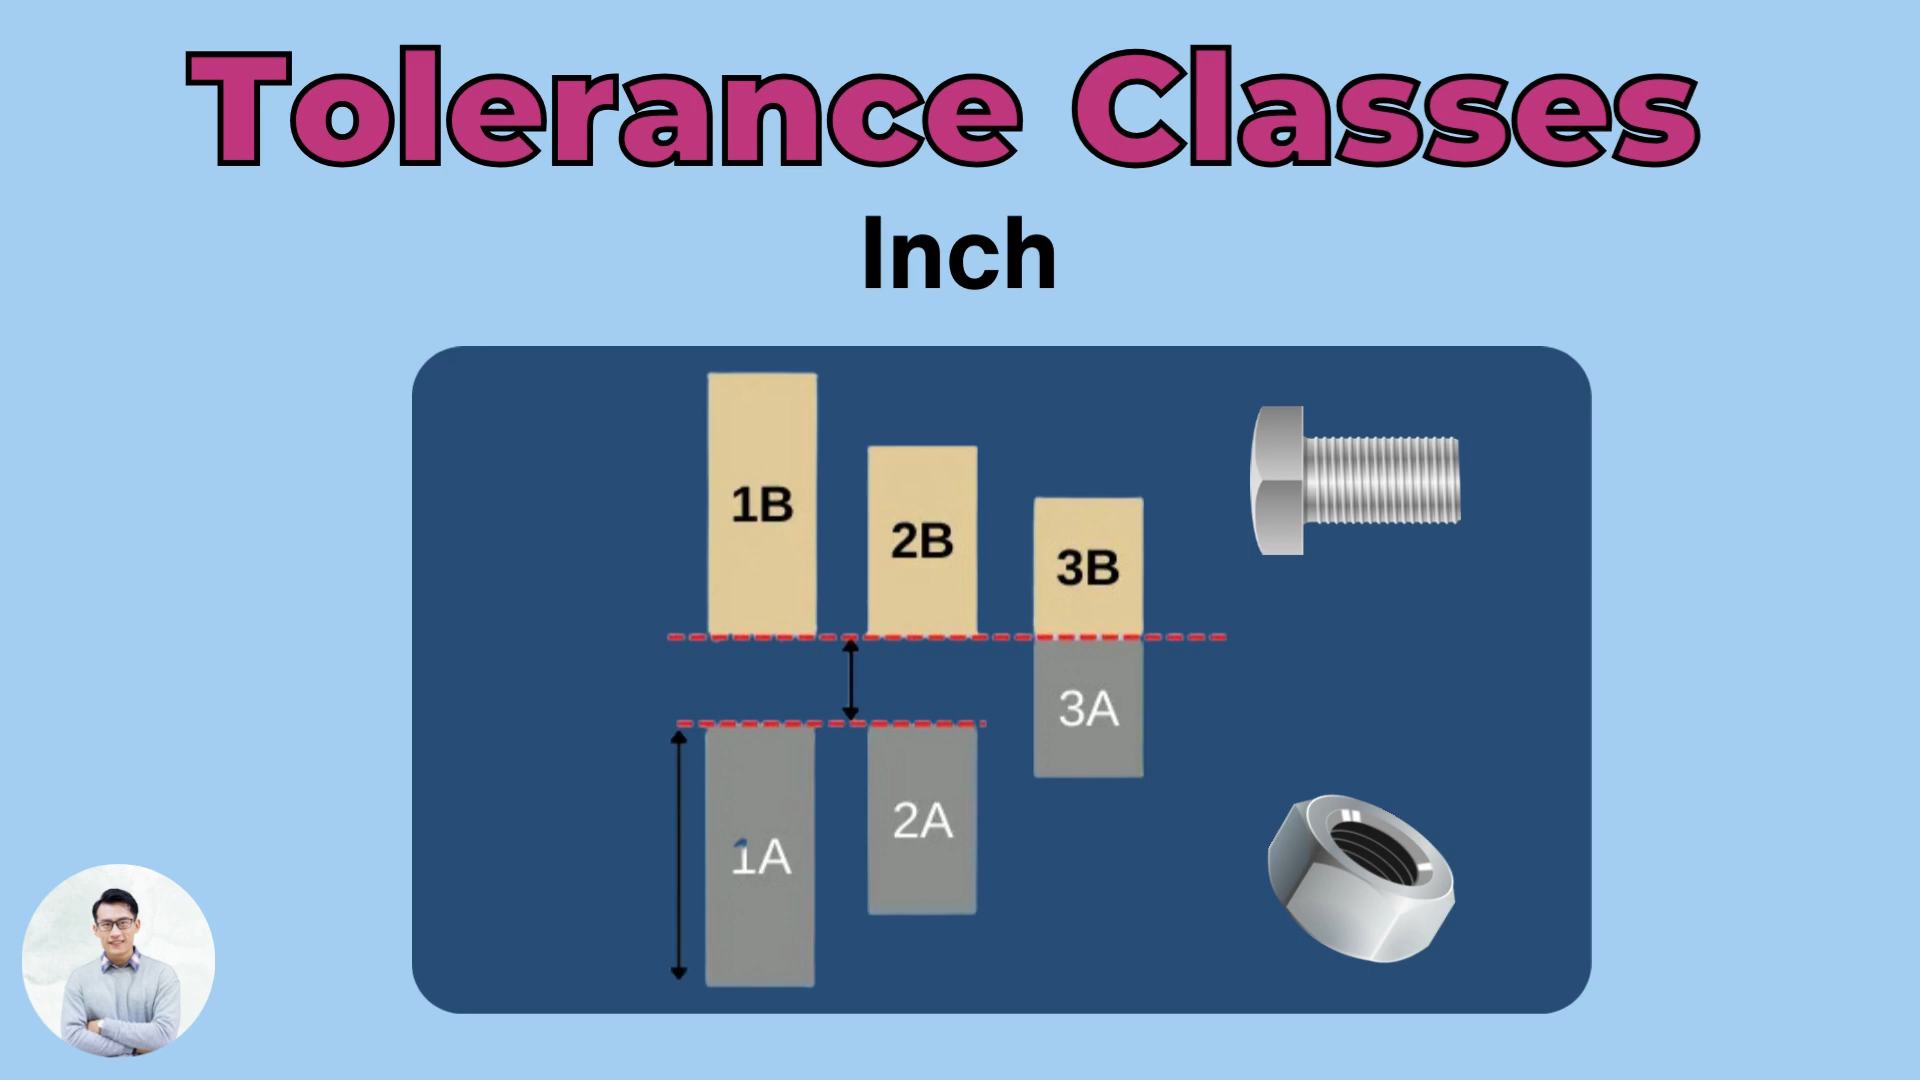 Tolerance Classes
Inch
1B
2B
3B
3A
2A
1A